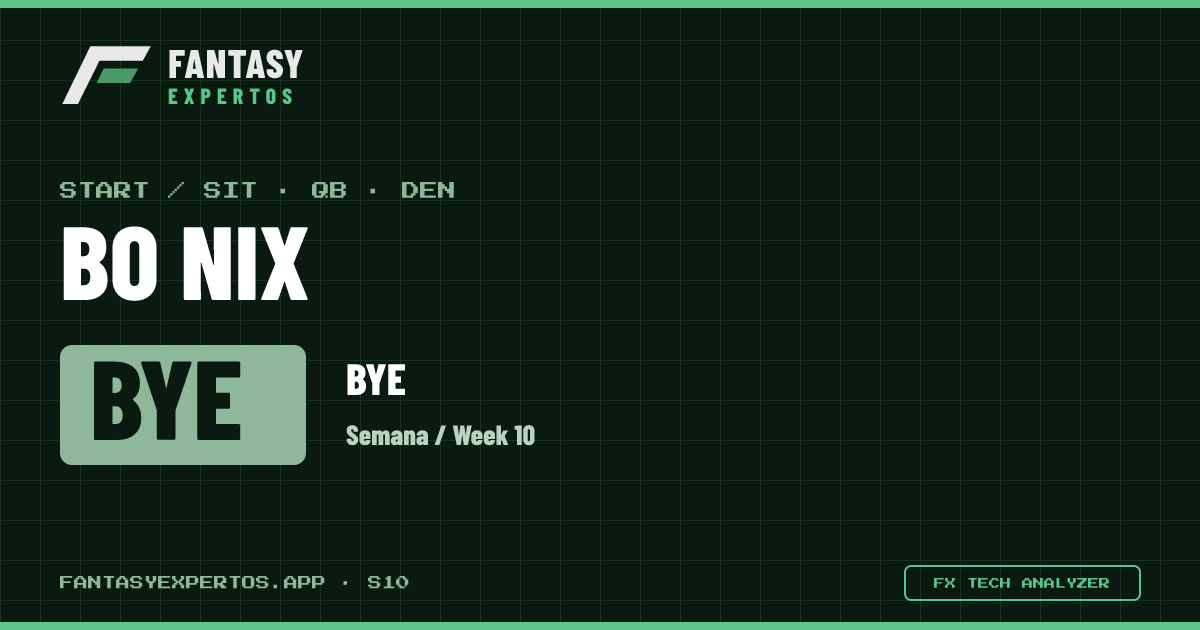 FANTASY
EXPERTOS
START / SIT · QB · DEN
BO NIX
BYE
BYE
Semana / Week 10
FANTASYEXPERTOS.APP · S10
FX TECH ANALYZER